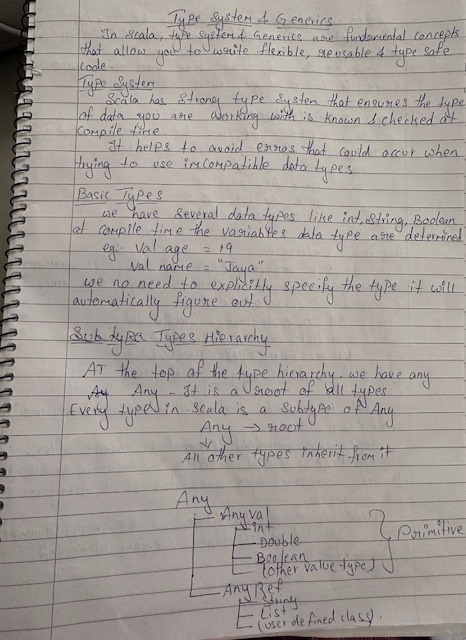 Type System & Generics
In Scala, type system & Generics are fundamental concepts
that allow you to write flexible, reusable & type safe
code.
Type System
Scala has Strong type System that ensures the type
of data you are working with is known & checked at
compile time
It helps to avoid erros that could occur when
trying to use imcompatible data types
Basic Types
we have Several data types like int, String, Boolean
at compile time the variables data type are determined
eg:- val age = 19
val name = "Jaya"
we no need to explicitly specify the type it will
automatically figure out
Sub type Types Hierarchy
AT the top of the type hierarchy. we have any
Any - It is a root of all types
Every type in scala is a subtype of Any
Any → root
↓
All other types inherit from it
Any
Any val
int
Double
Boolean
(other value type)
Primitive
Any Ref
String
List
(user defined class).